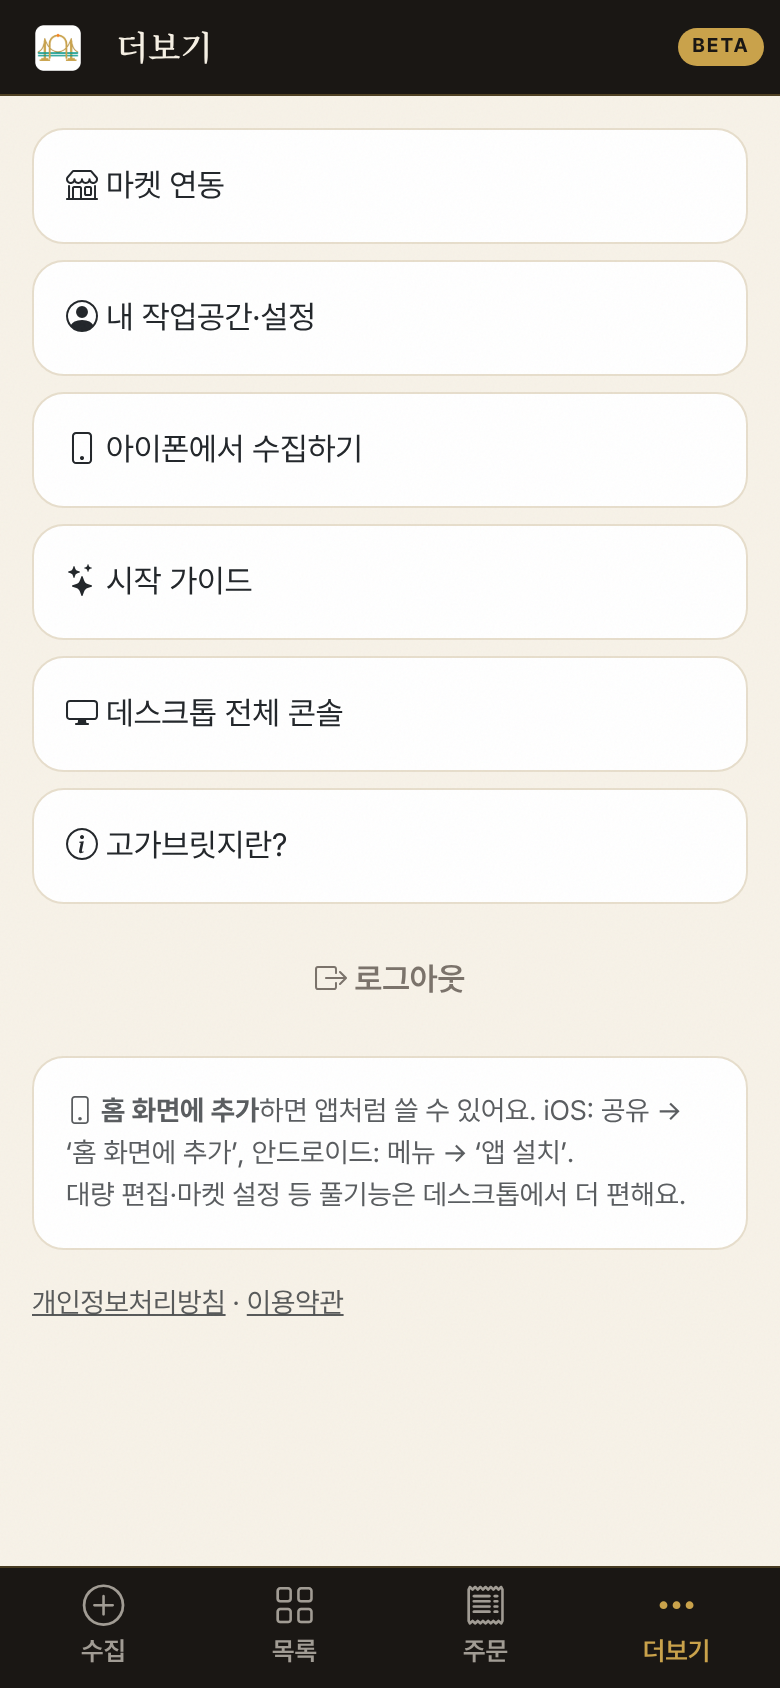 더보기
BETA
마켓 연동
내 작업공간·설정
아이폰에서 수집하기
시작 가이드
데스크톱 전체 콘솔
고가브릿지란?
로그아웃
홈 화면에 추가하면 앱처럼 쓸 수 있어요. iOS: 공유 →
‘홈 화면에 추가’, 안드로이드: 메뉴 → ‘앱 설치’.
대량 편집·마켓 설정 등 풀기능은 데스크톱에서 더 편해요.
개인정보처리방침 · 이용약관
수집
목록
주문
더보기